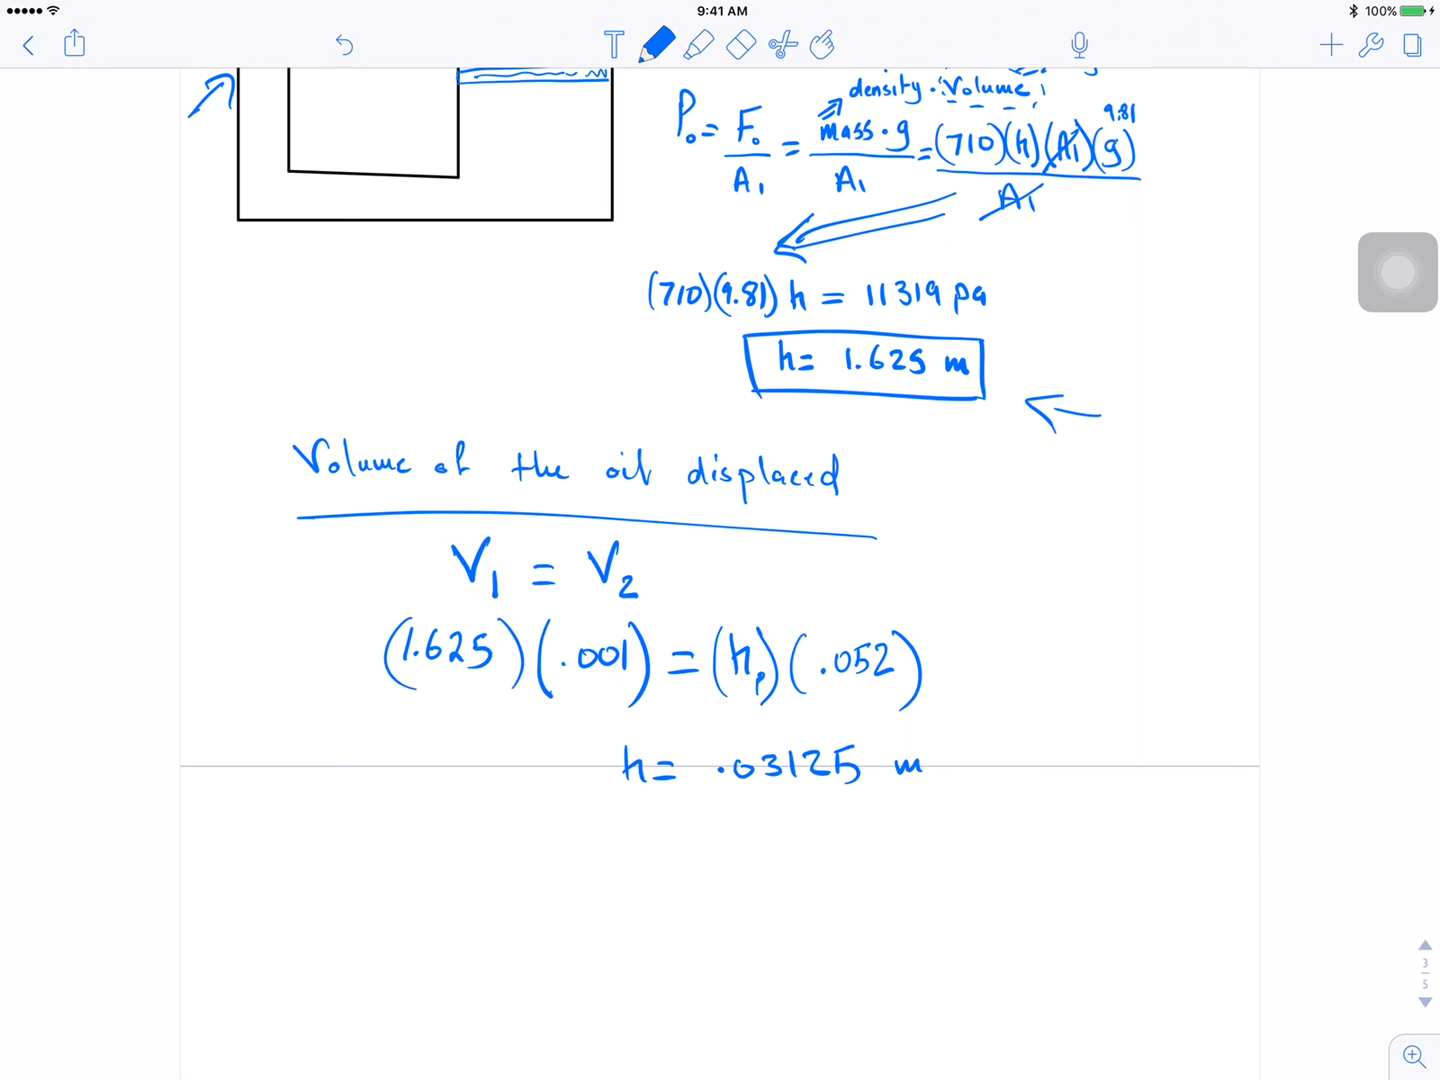 9:41 AM
100%
density · Volume
P₀ = F₀ / A₁ = mass · g / A₁ = (710)(h)(A₁)(g) / A₁
9.81
(710)(9.81) h = 11319 pa
h = 1.625 m
Volume of the oil displaced
V₁ = V₂
(1.625)(.001) = (hₚ)(.052)
h = .03125 m
3
5